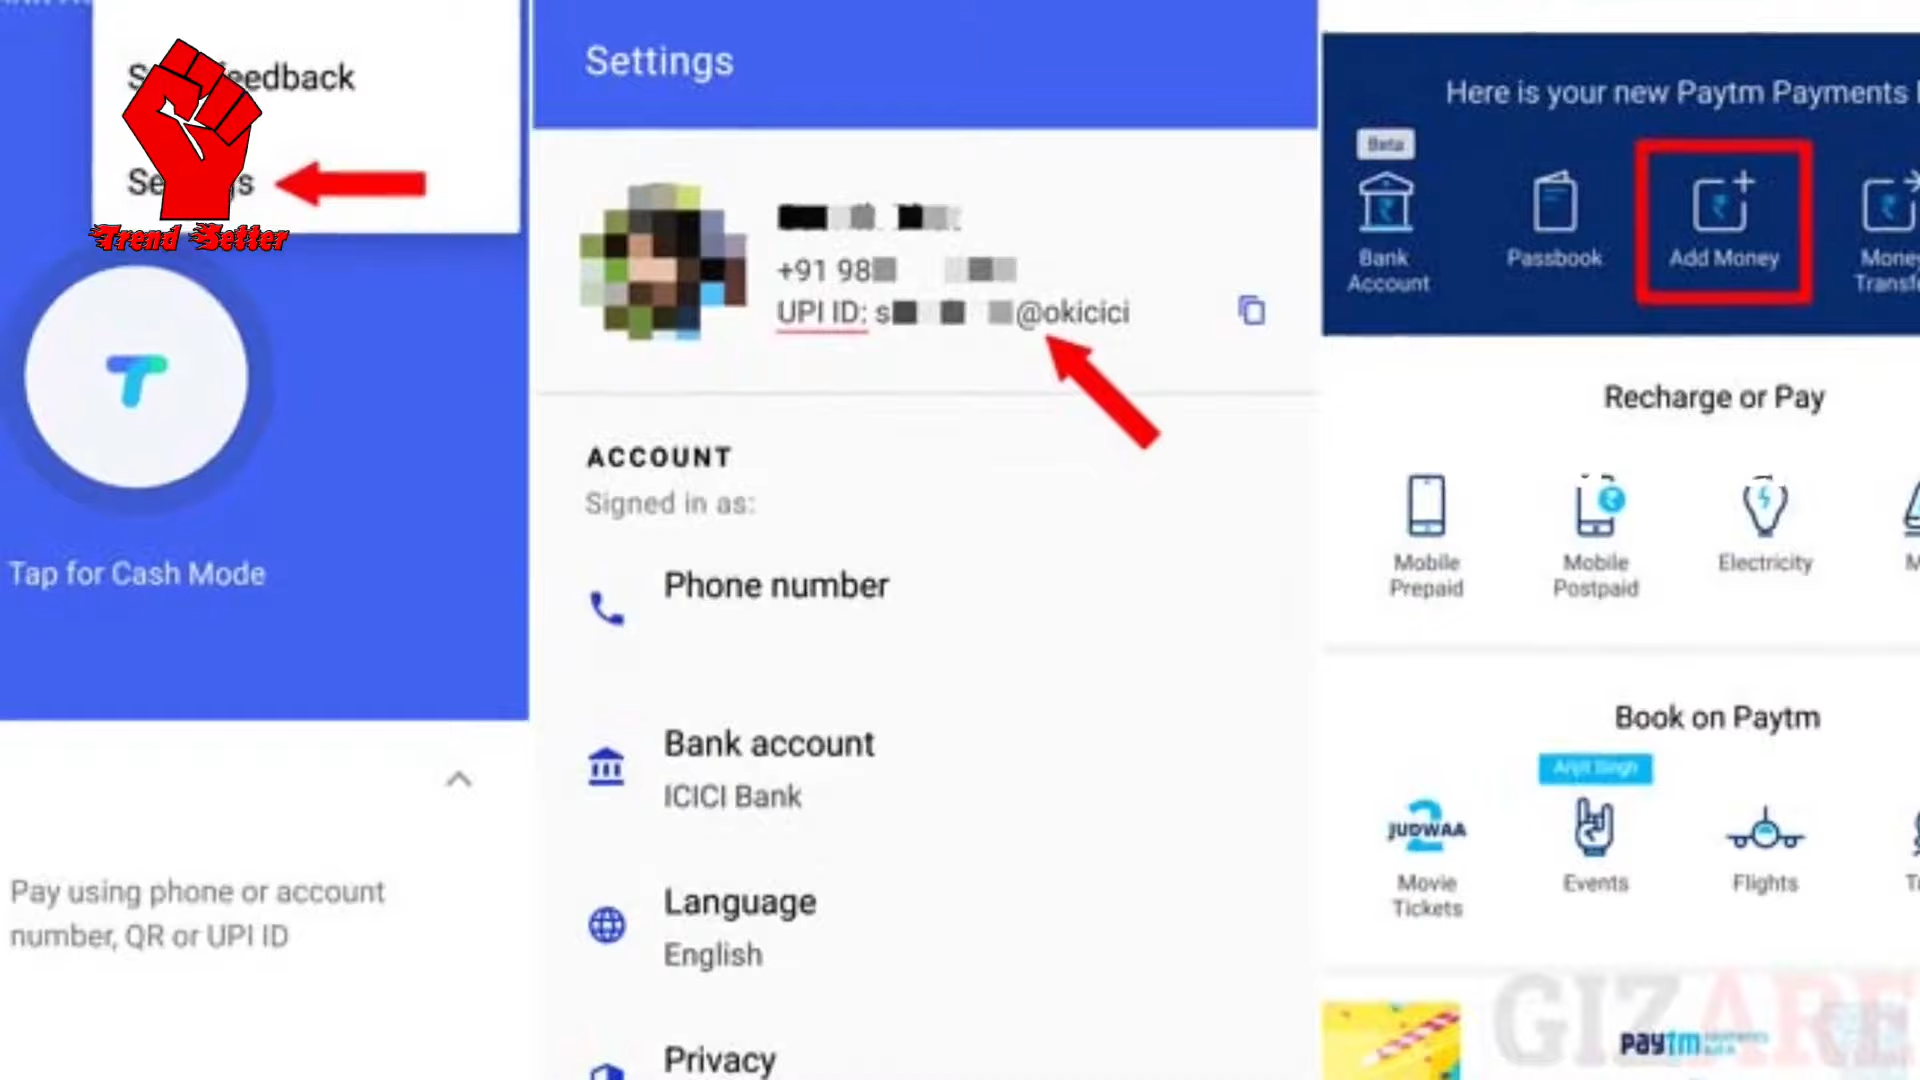 Send feedback
Settings
Trend Setter
Tap for Cash Mode
Pay using phone or account
number, QR or UPI ID
Settings
+91 98
UPI ID: s @okicici
ACCOUNT
Signed in as:
Phone number
Bank account
ICICI Bank
Language
English
Privacy
Here is your new Paytm Payments
Beta
Bank
Account
Passbook
Add Money
Money
Recharge or Pay
Mobile
Prepaid
Mobile
Postpaid
Electricity
Book on Paytm
Arijit Singh
JUDWAA
2
Movie
Tickets
Events
Flights
GIZ
paytm